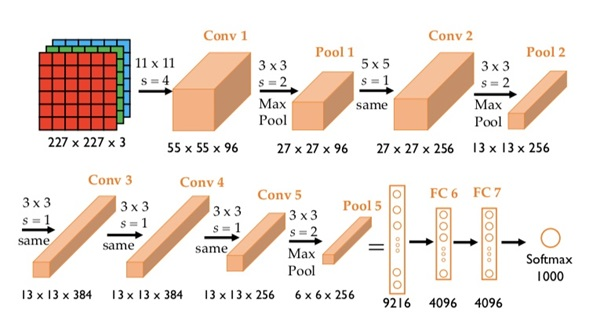 Conv 1
11 x 11
s = 4
3 x 3
s = 2
Max
Pool
Pool 1
5 x 5
s = 1
same
Conv 2
3 x 3
s = 2
Max
Pool
Pool 2
227 x 227 x 3
55 x 55 x 96
27 x 27 x 96
27 x 27 x 256
13 x 13 x 256
3 x 3
s = 1
same
Conv 3
3 x 3
s = 1
same
Conv 4
3 x 3
s = 1
same
Conv 5
3 x 3
s = 2
Max
Pool
Pool 5
=
FC 6
FC 7
Softmax
1000
13 x 13 x 384
13 x 13 x 384
13 x 13 x 256
6 x 6 x 256
9216
4096
4096